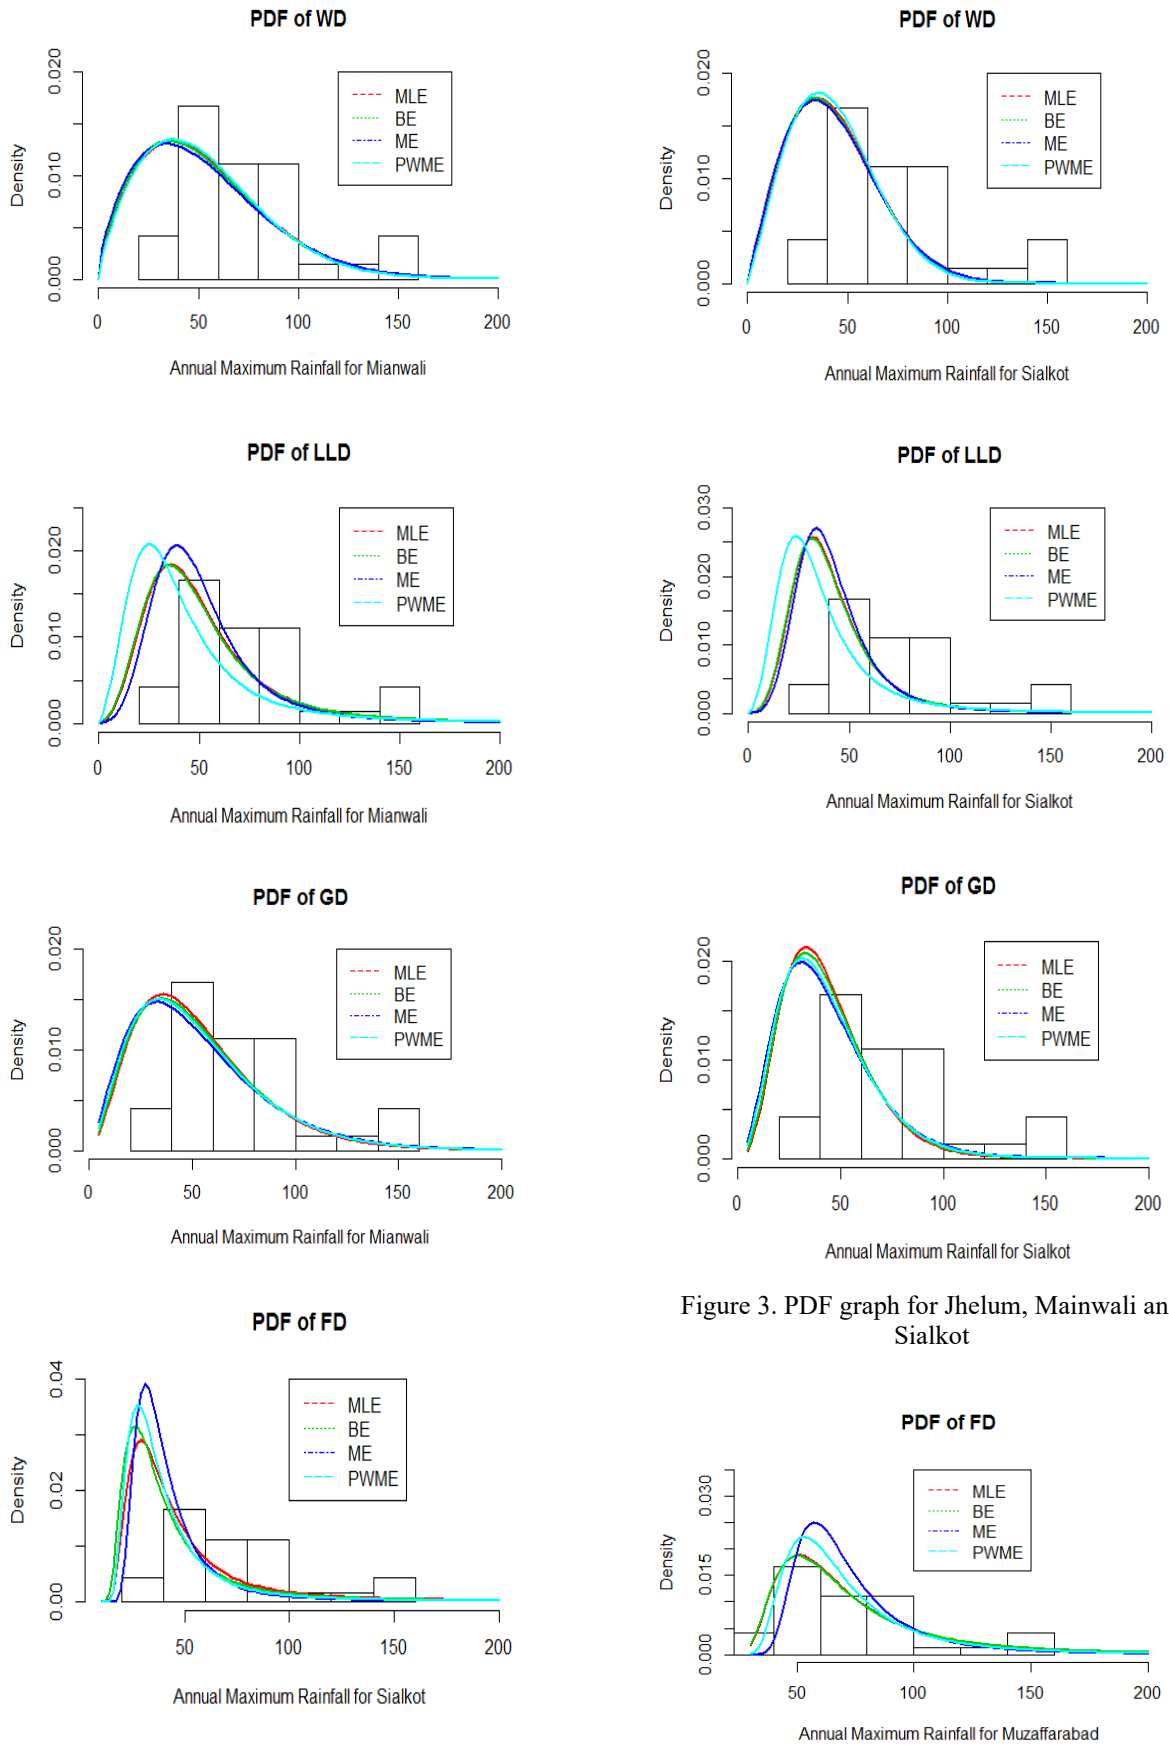 PDF of WD
Density
0.000 0.010 0.020
MLE
BE
ME
PWME
0 50 100 150 200
Annual Maximum Rainfall for Mianwali
PDF of WD
Density
0.000 0.010 0.020
MLE
BE
ME
PWME
0 50 100 150 200
Annual Maximum Rainfall for Sialkot
PDF of LLD
Density
0.000 0.010 0.020
MLE
BE
ME
PWME
0 50 100 150 200
Annual Maximum Rainfall for Mianwali
PDF of LLD
Density
0.000 0.010 0.020 0.030
MLE
BE
ME
PWME
0 50 100 150 200
Annual Maximum Rainfall for Sialkot
PDF of GD
Density
0.000 0.010 0.020
MLE
BE
ME
PWME
0 50 100 150 200
Annual Maximum Rainfall for Mianwali
PDF of GD
Density
0.000 0.010 0.020
MLE
BE
ME
PWME
0 50 100 150 200
Annual Maximum Rainfall for Sialkot
Figure 3. PDF graph for Jhelum, Mainwali an
Sialkot
PDF of FD
Density
0.00 0.02 0.04
MLE
BE
ME
PWME
50 100 150 200
Annual Maximum Rainfall for Sialkot
PDF of FD
Density
0.000 0.015 0.030
MLE
BE
ME
PWME
50 100 150 200
Annual Maximum Rainfall for Muzaffarabad